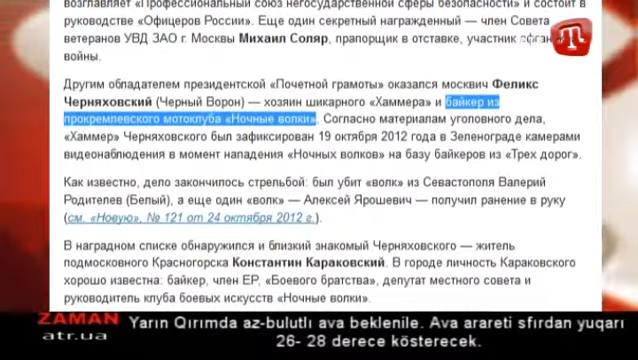 возглавляет «Профессиональный союз негосударственной сферы безопасности» и состоит в
руководстве «Офицеров России». Еще один секретный награжденный — член Совета
ветеранов УВД ЗАО г. Москвы Михаил Соляр, прапорщик в отставке, участник
войны.
Другим обладателем президентской «Почетной грамоты» оказался москвич Феликс
Черняховский (Черный Ворон) — хозяин шикарного «Хаммера» и байкер из
прокремлевского мотоклуба «Ночные волки». Согласно материалам уголовного дела,
«Хаммер» Черняховского был зафиксирован 19 октября 2012 года в Зеленограде камерами
видеонаблюдения в момент нападения «Ночных волков» на базу байкеров из «Трех дорог».
Как известно, дело закончилось стрельбой: был убит «волк» из Севастополя Валерий
Родителев (Белый), а еще один «волк» — Алексей Ярошевич — получил ранение в руку
(см. «Новую», № 121 от 24 октября 2012 г.).
В наградном списке обнаружился и близкий знакомый Черняховского — житель
подмосковного Красногорска Константин Караковский. В городе личность Караковского
хорошо известна: байкер, член ЕР, «Боевого братства», депутат местного совета и
руководитель клуба боевых искусств «Ночные волки».
ZAMAN
atr.ua
Yarın Qırımda az-bulutlı ava beklenile. Ava arareti sfirdan yuqarı
26- 28 derece kösterecek.